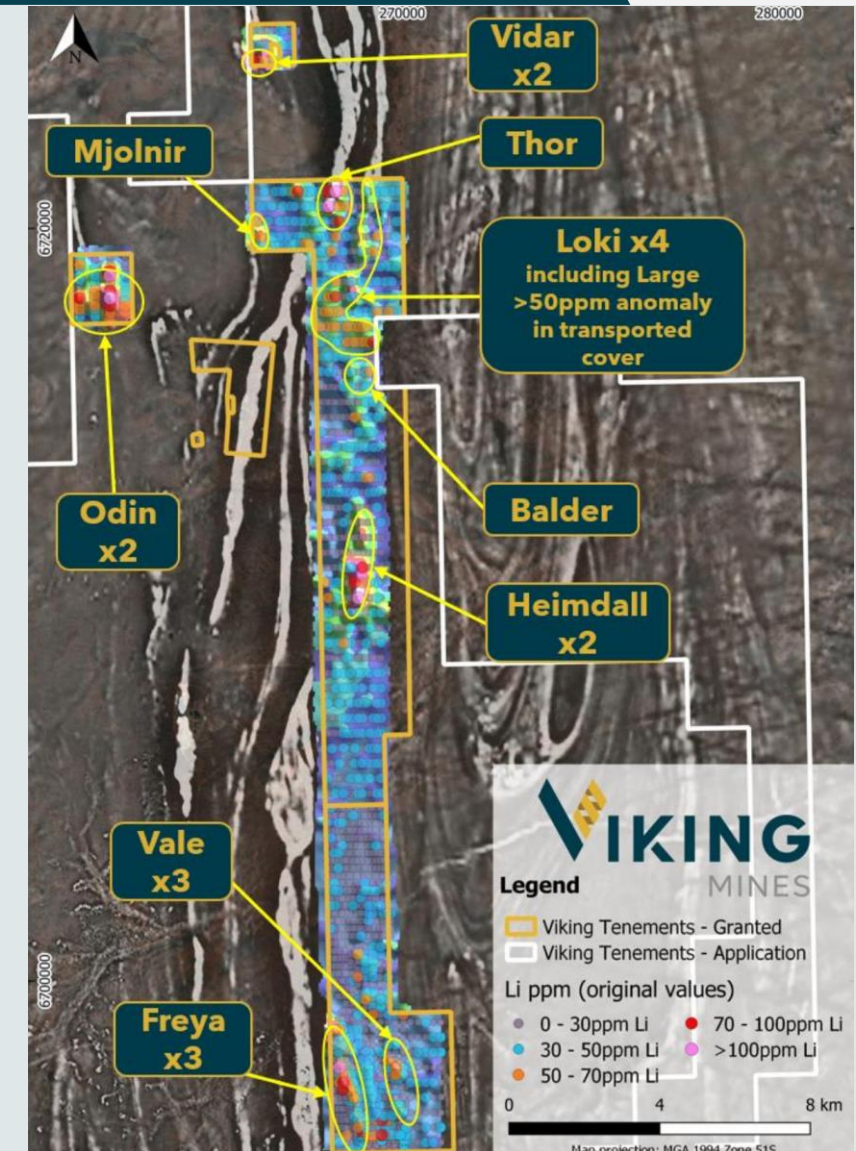 270000
280000
N
Vidar
x2
Mjolnir
Thor
6720000
Loki x4
including Large
>50ppm anomaly
in transported
cover
Odin
x2
Balder
Heimdall
x2
Vale
x3
VIKING
MINES
Legend
Viking Tenements - Granted
Viking Tenements - Application
6700000
Li ppm (original values)
0 - 30ppm Li
70 - 100ppm Li
30 - 50ppm Li
>100ppm Li
50 - 70ppm Li
Freya
x3
0 4 8 km
Map projection: MGA 1994 Zone 51S